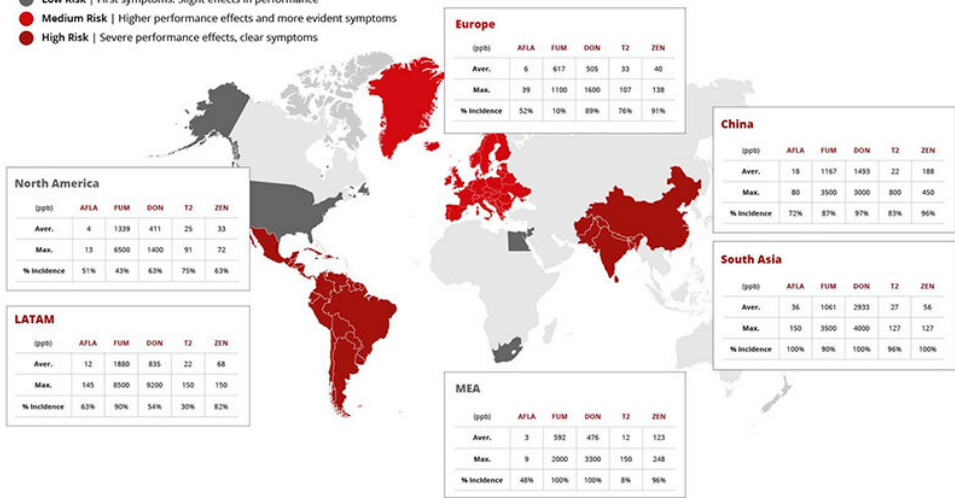 Low Risk | First symptoms. Slight effects in performance
Medium Risk | Higher performance effects and more evident symptoms
High Risk | Severe performance effects, clear symptoms
Europe
(ppb) AFLA FUM DON T2 ZEN
Aver. 6 617 505 33 40
Max. 39 1100 1600 107 138
% Incidence 52% 10% 89% 76% 91%
China
(ppb) AFLA FUM DON T2 ZEN
Aver. 18 1167 1493 22 188
Max. 80 3500 3000 800 450
% Incidence 72% 87% 97% 83% 96%
North America
(ppb) AFLA FUM DON T2 ZEN
Aver. 4 1339 411 25 33
Max. 13 6500 1400 91 72
% Incidence 51% 43% 63% 75% 63%
South Asia
(ppb) AFLA FUM DON T2 ZEN
Aver. 36 1061 2933 27 56
Max. 150 3500 4000 127 127
% Incidence 100% 90% 100% 96% 100%
LATAM
(ppb) AFLA FUM DON T2 ZEN
Aver. 12 1880 835 22 68
Max. 145 8500 9200 150 150
% Incidence 63% 90% 54% 30% 82%
MEA
(ppb) AFLA FUM DON T2 ZEN
Aver. 3 592 476 12 123
Max. 9 2000 3300 150 248
% Incidence 48% 100% 100% 8% 96%